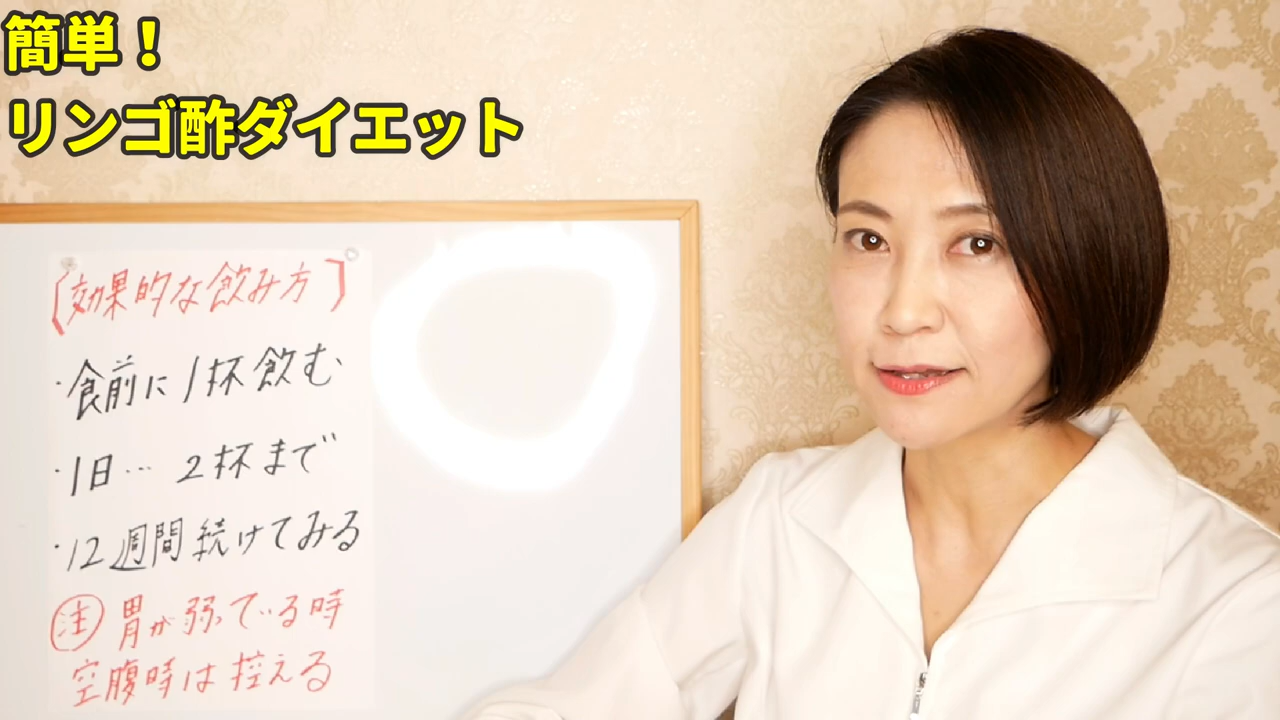 簡単！
リンゴ酢ダイエット
【効果的な飲み方】
・食前に1杯飲む
・1日… 2杯まで
・12週間続けてみる
注 胃が弱っている時
空腹時は控える